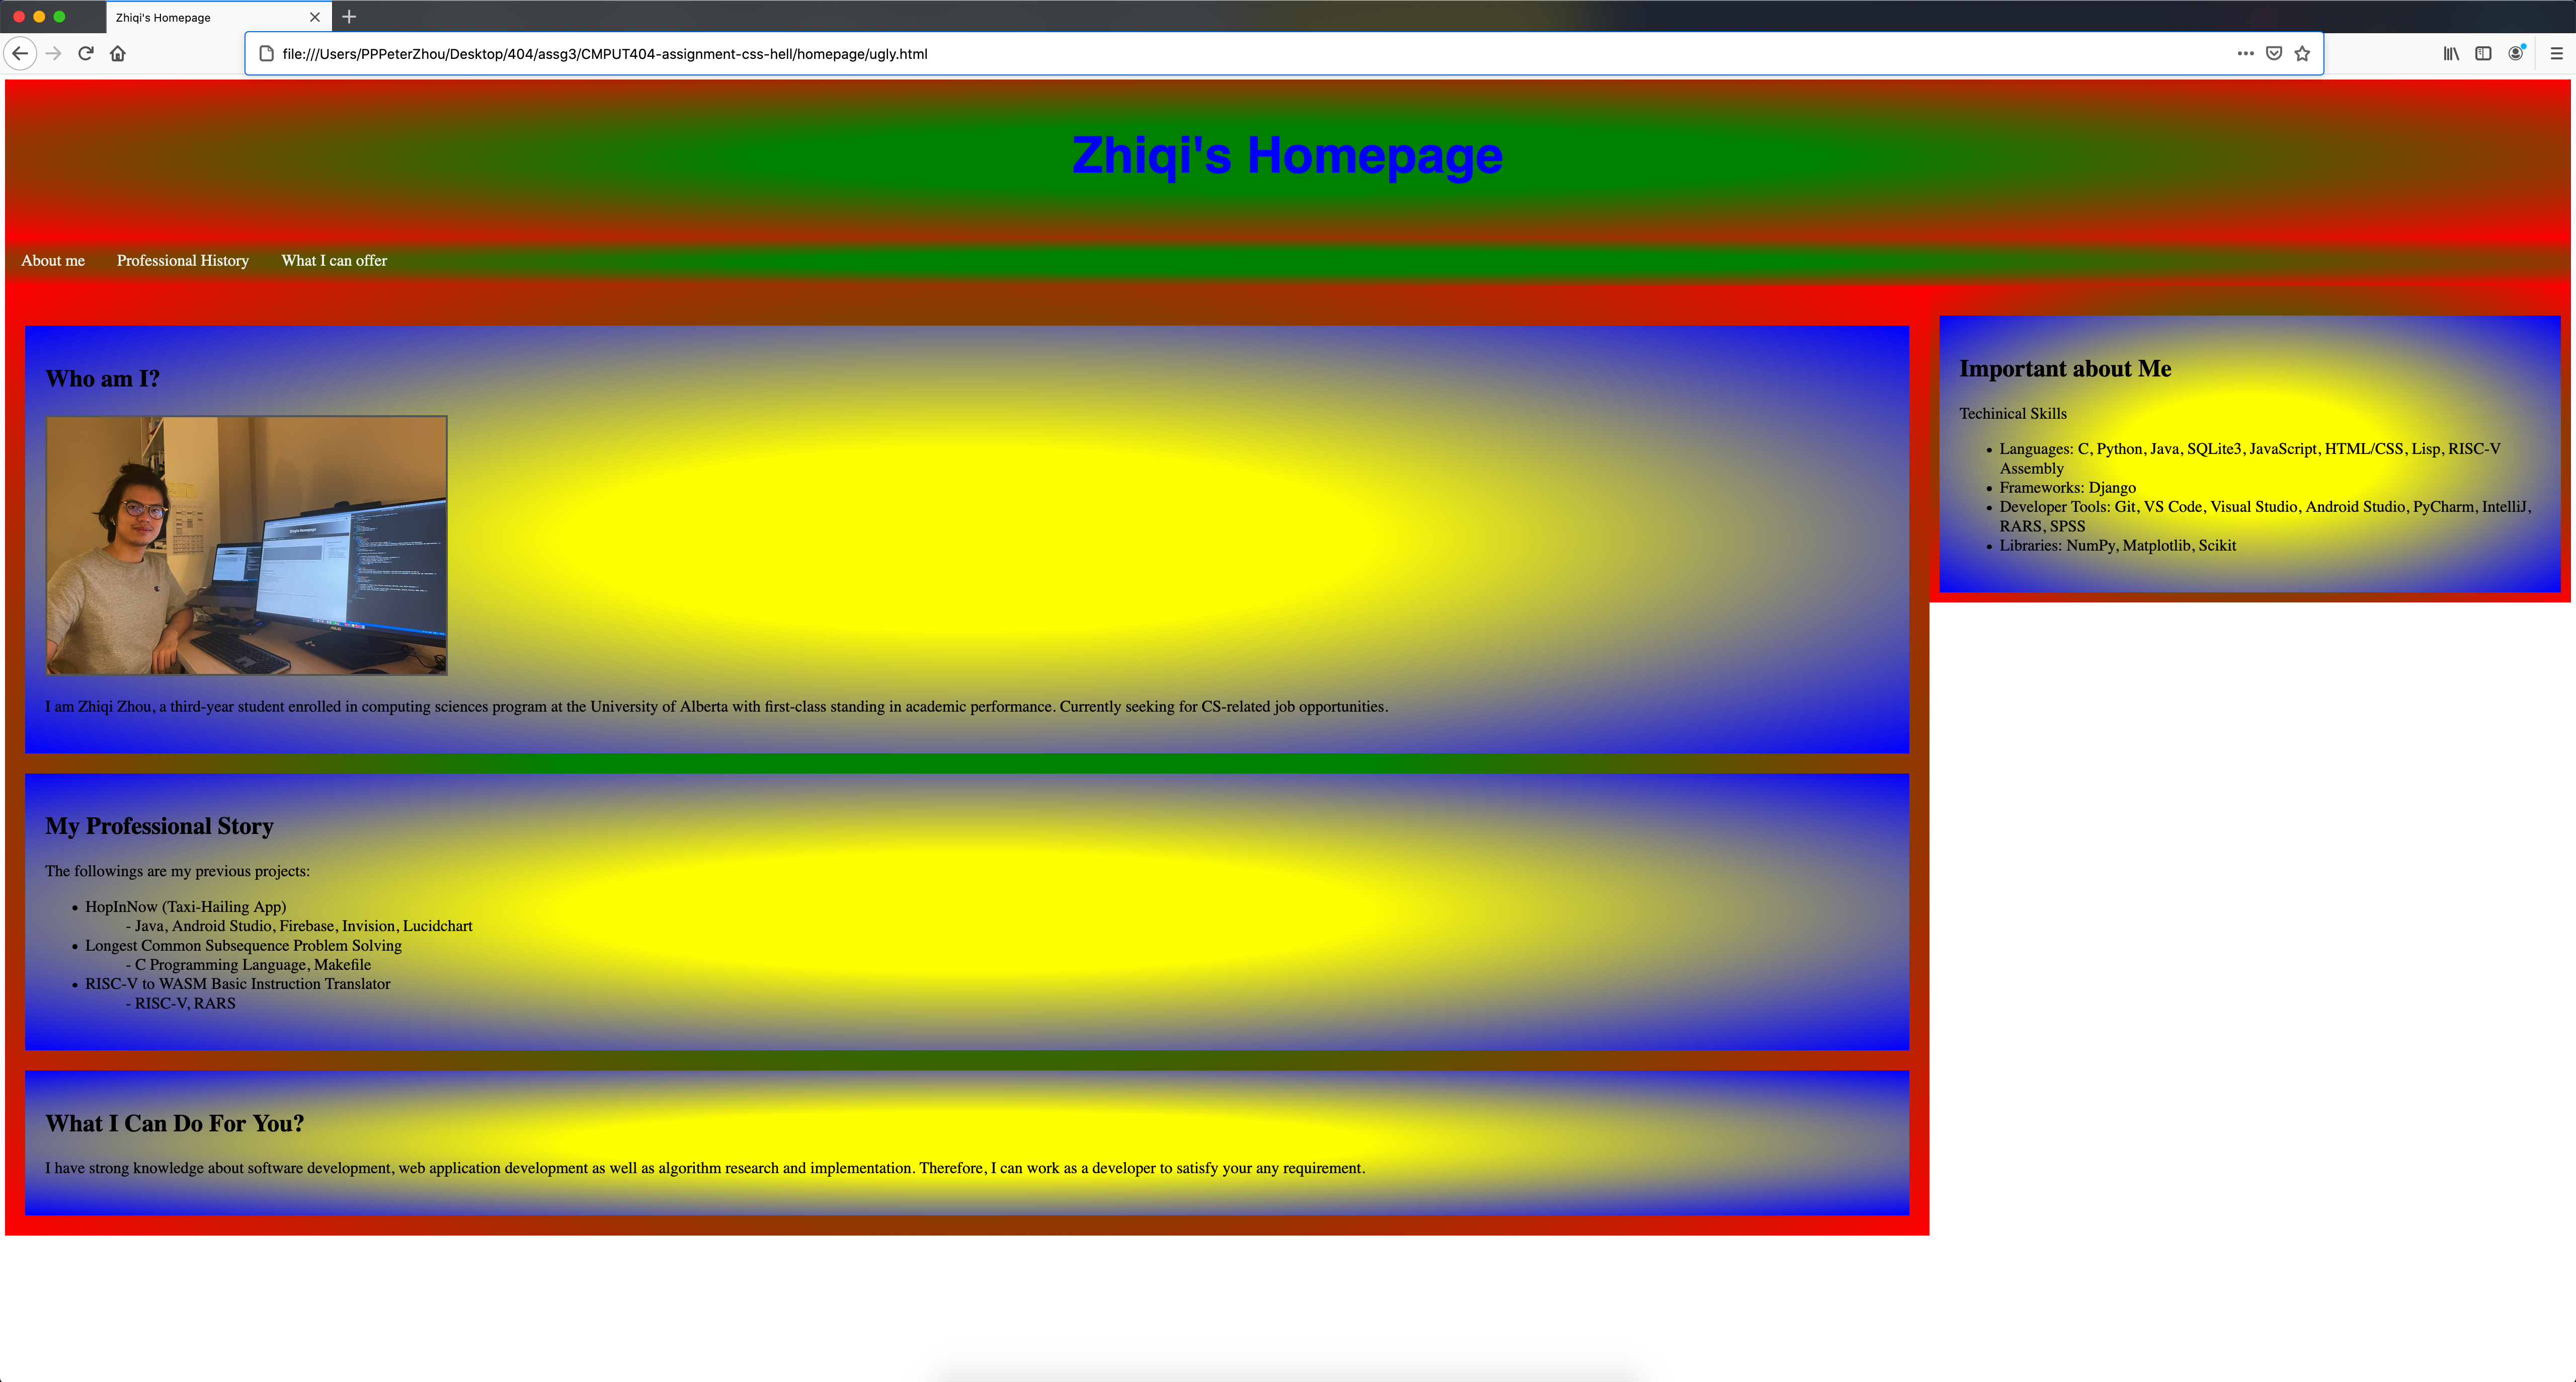 Zhiqi's Homepage
file:///Users/PPPeterZhou/Desktop/404/assg3/CMPUT404-assignment-css-hell/homepage/ugly.html
Zhiqi's Homepage
About me Professional History What I can offer
Who am I?
I am Zhiqi Zhou, a third-year student enrolled in computing sciences program at the University of Alberta with first-class standing in academic performance. Currently seeking for CS-related job opportunities.
My Professional Story
The followings are my previous projects:
• HopInNow (Taxi-Hailing App)
- Java, Android Studio, Firebase, Invision, Lucidchart
• Longest Common Subsequence Problem Solving
- C Programming Language, Makefile
• RISC-V to WASM Basic Instruction Translator
- RISC-V, RARS
What I Can Do For You?
I have strong knowledge about software development, web application development as well as algorithm research and implementation. Therefore, I can work as a developer to satisfy your any requirement.
Important about Me
Techinical Skills
• Languages: C, Python, Java, SQLite3, JavaScript, HTML/CSS, Lisp, RISC-V
Assembly
• Frameworks: Django
• Developer Tools: Git, VS Code, Visual Studio, Android Studio, PyCharm, IntelliJ,
RARS, SPSS
• Libraries: NumPy, Matplotlib, Scikit